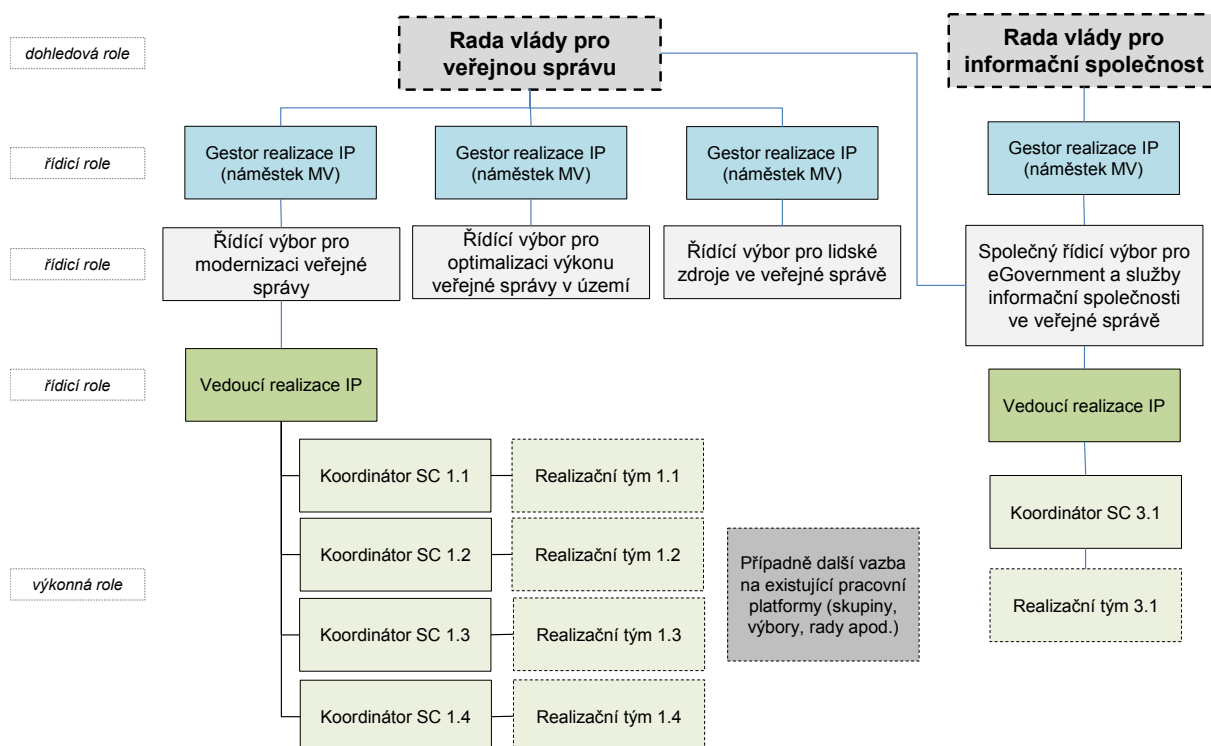 dohledová role
Rada vlády pro
veřejnou správu
Rada vlády pro
informační společnost
řídicí role
Gestor realizace IP
(náměstek MV)
Gestor realizace IP
(náměstek MV)
Gestor realizace IP
(náměstek MV)
Gestor realizace IP
(náměstek MV)
řídicí role
Řídící výbor pro
modernizaci veřejné
správy
Řídící výbor pro
optimalizaci výkonu
veřejné správy v území
Řídící výbor pro lidské
zdroje ve veřejné správě
Společný řídicí výbor pro
eGovernment a služby
informační společnosti
ve veřejné správě
řídicí role
Vedoucí realizace IP
Vedoucí realizace IP
výkonná role
Koordinátor SC 1.1
Realizační tým 1.1
Koordinátor SC 1.2
Realizační tým 1.2
Koordinátor SC 1.3
Realizační tým 1.3
Koordinátor SC 1.4
Realizační tým 1.4
Případně další vazba
na existující pracovní
platformy (skupiny,
výbory, rady apod.)
Koordinátor SC 3.1
Realizační tým 3.1